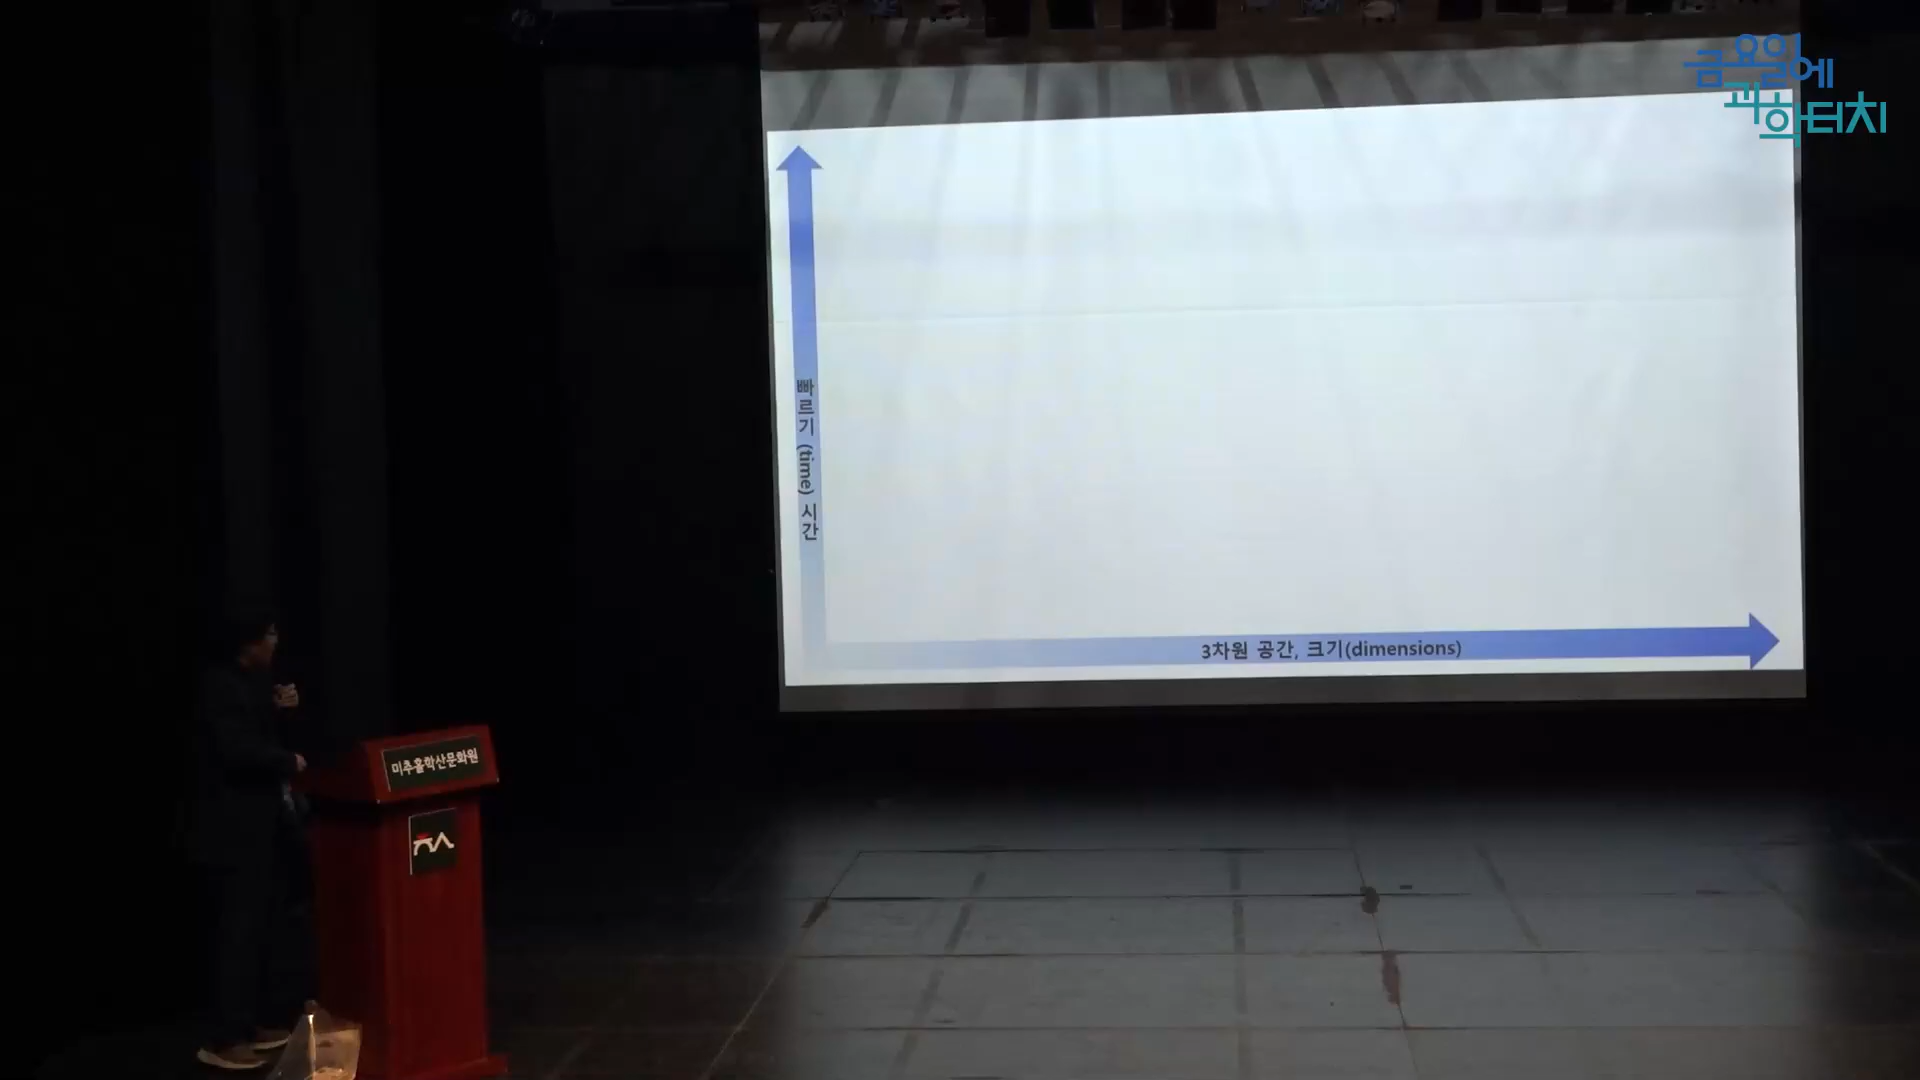 금요일에
과학터치
빠르기 (time) 시간
3차원 공간, 크기(dimensions)
미추홀학산문화원